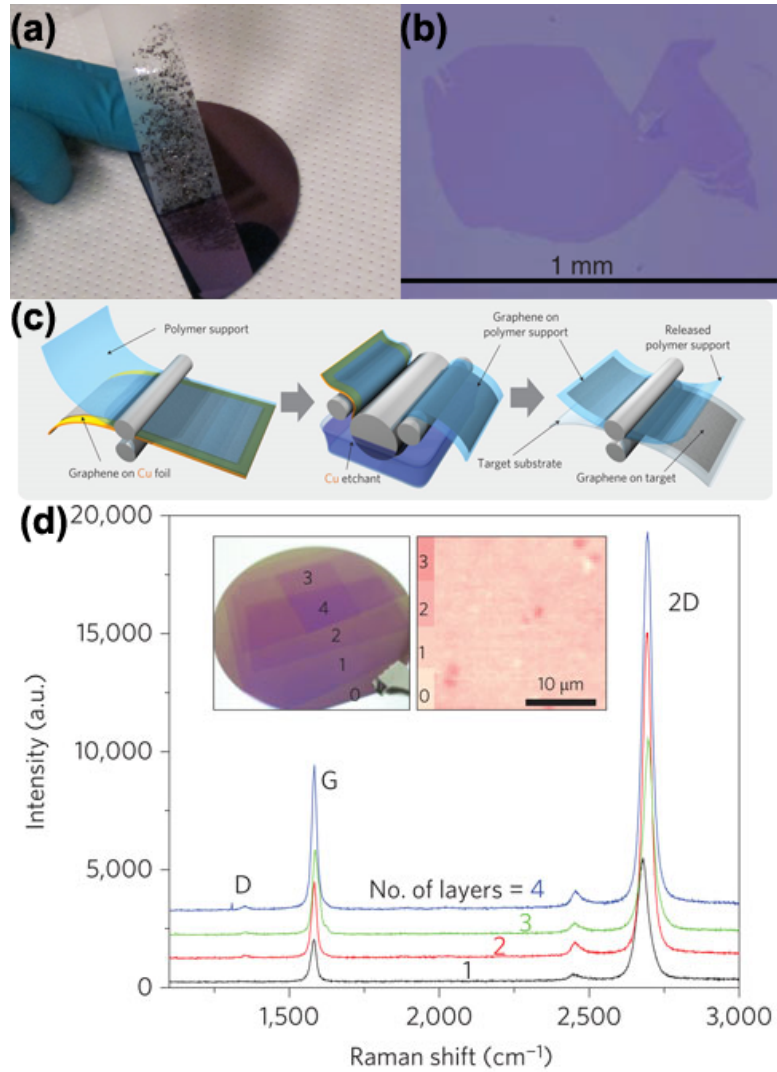 (a)
(b)
1 mm
(c)
Polymer support
Graphene on Cu foil
Cu etchant
Graphene on
polymer support
Released
polymer support
Target substrate
Graphene on target
(d)
20,000
15,000
10,000
5,000
0
Intensity (a.u.)
3
4
2
1
0
3
2
1
0
10 μm
2D
G
D
No. of layers = 4
3
2
1
1,500
2,000
2,500
3,000
Raman shift (cm⁻¹)